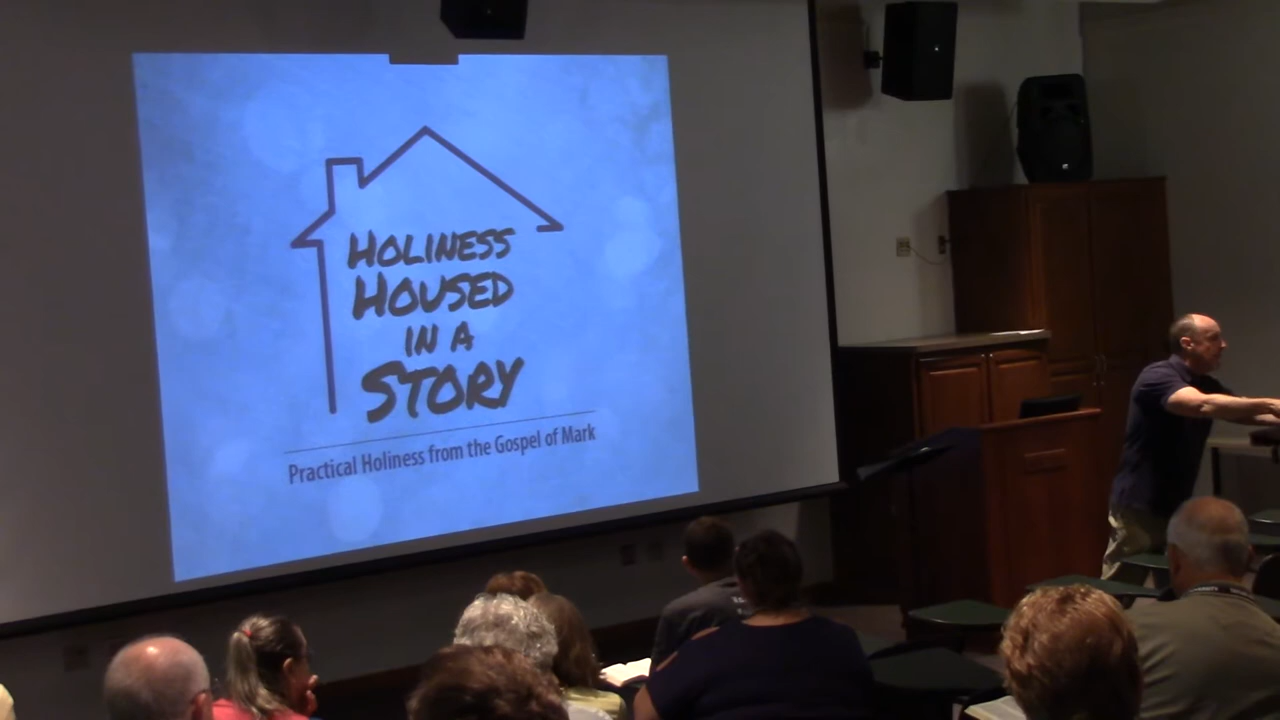 HOLINESS
HOUSED
IN A
STORY
Practical Holiness from the Gospel of Mark